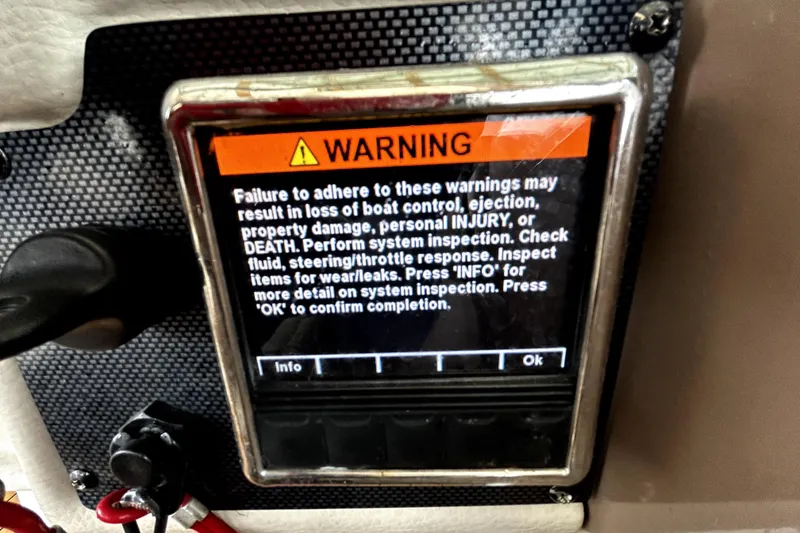 WARNING
Failure to adhere to these warnings may
result in loss of boat control, ejection,
property damage, personal INJURY, or
DEATH. Perform system inspection. Check
fluid, steering/throttle response. Inspect
items for wear/leaks. Press 'INFO' for
more detail on system inspection. Press
'OK' to confirm completion.
Info Ok